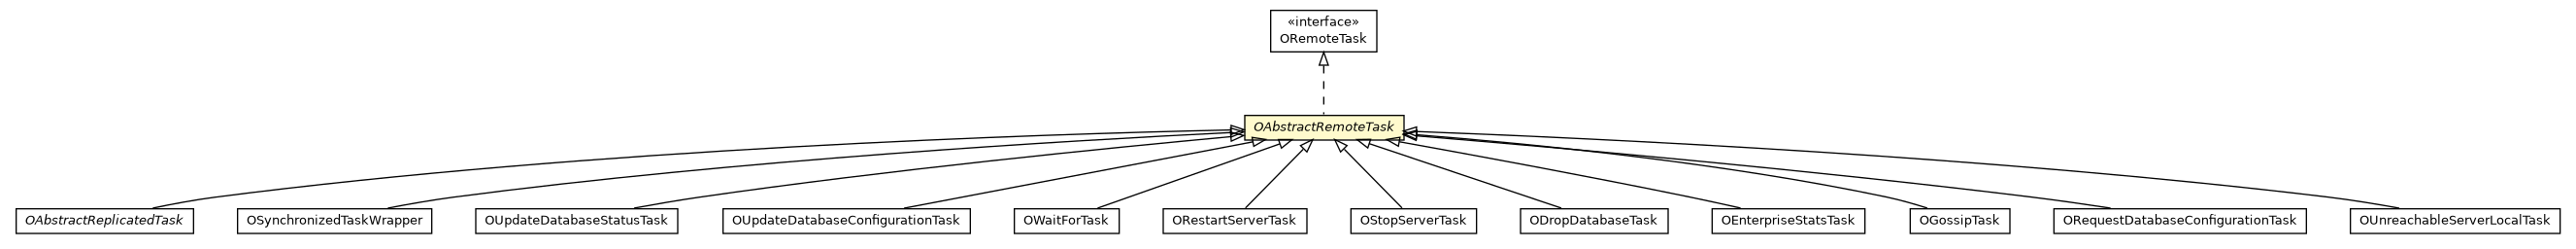 «interface»
ORemoteTask
OAbstractRemoteTask
OAbstractReplicatedTask
OSynchronizedTaskWrapper
OUpdateDatabaseStatusTask
OUpdateDatabaseConfigurationTask
OWaitForTask
ORestartServerTask
OStopServerTask
ODropDatabaseTask
OEnterpriseStatsTask
OGossipTask
ORequestDatabaseConfigurationTask
OUnreachableServerLocalTask